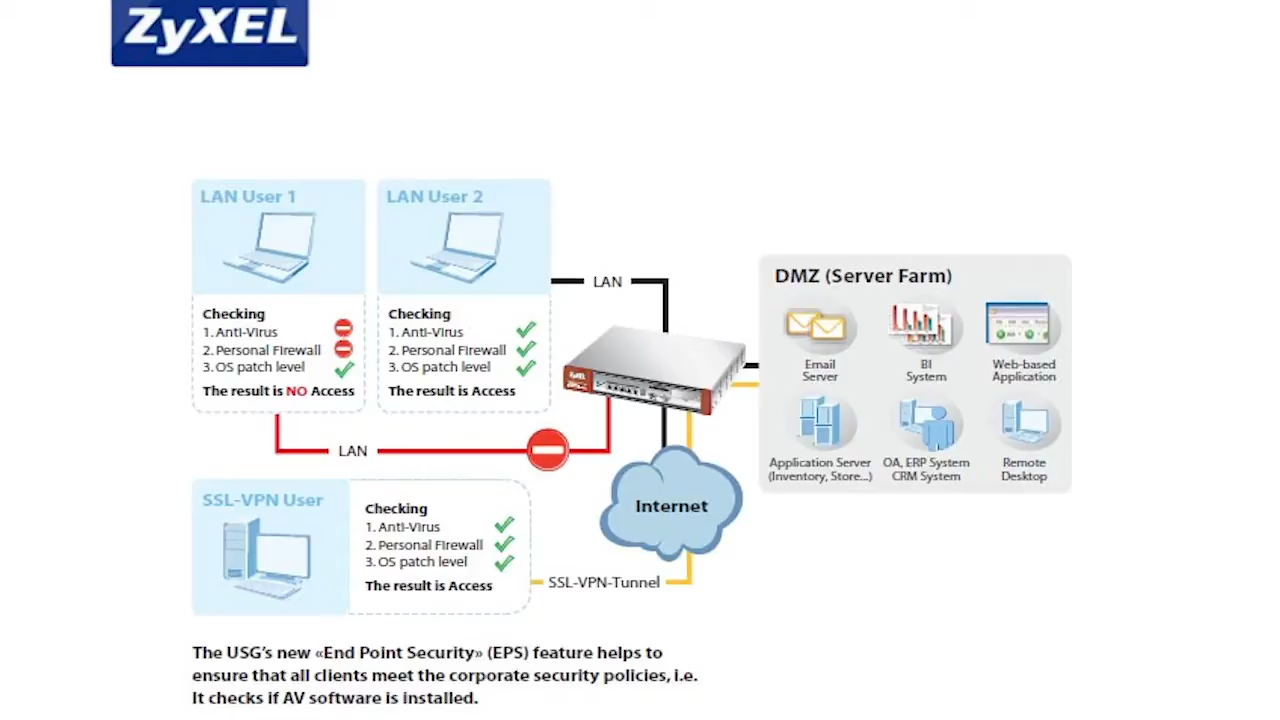 ZyXEL
LAN User 1
LAN User 2
Checking
1. Anti-Virus
2. Personal Firewall
3. OS patch level
The result is NO Access
Checking
1. Anti-Virus
2. Personal Firewall
3. OS patch level
The result is Access
LAN
LAN
ZyXEL
DMZ (Server Farm)
Email
Server
BI
System
Web-based
Application
Application Server
(Inventory, Store...)
OA, ERP System
CRM System
Remote
Desktop
Internet
SSL-VPN User
Checking
1. Anti-Virus
2. Personal Firewall
3. OS patch level
The result is Access
SSL-VPN-Tunnel
The USG's new «End Point Security» (EPS) feature helps to
ensure that all clients meet the corporate security policies, i.e.
It checks if AV software is installed.